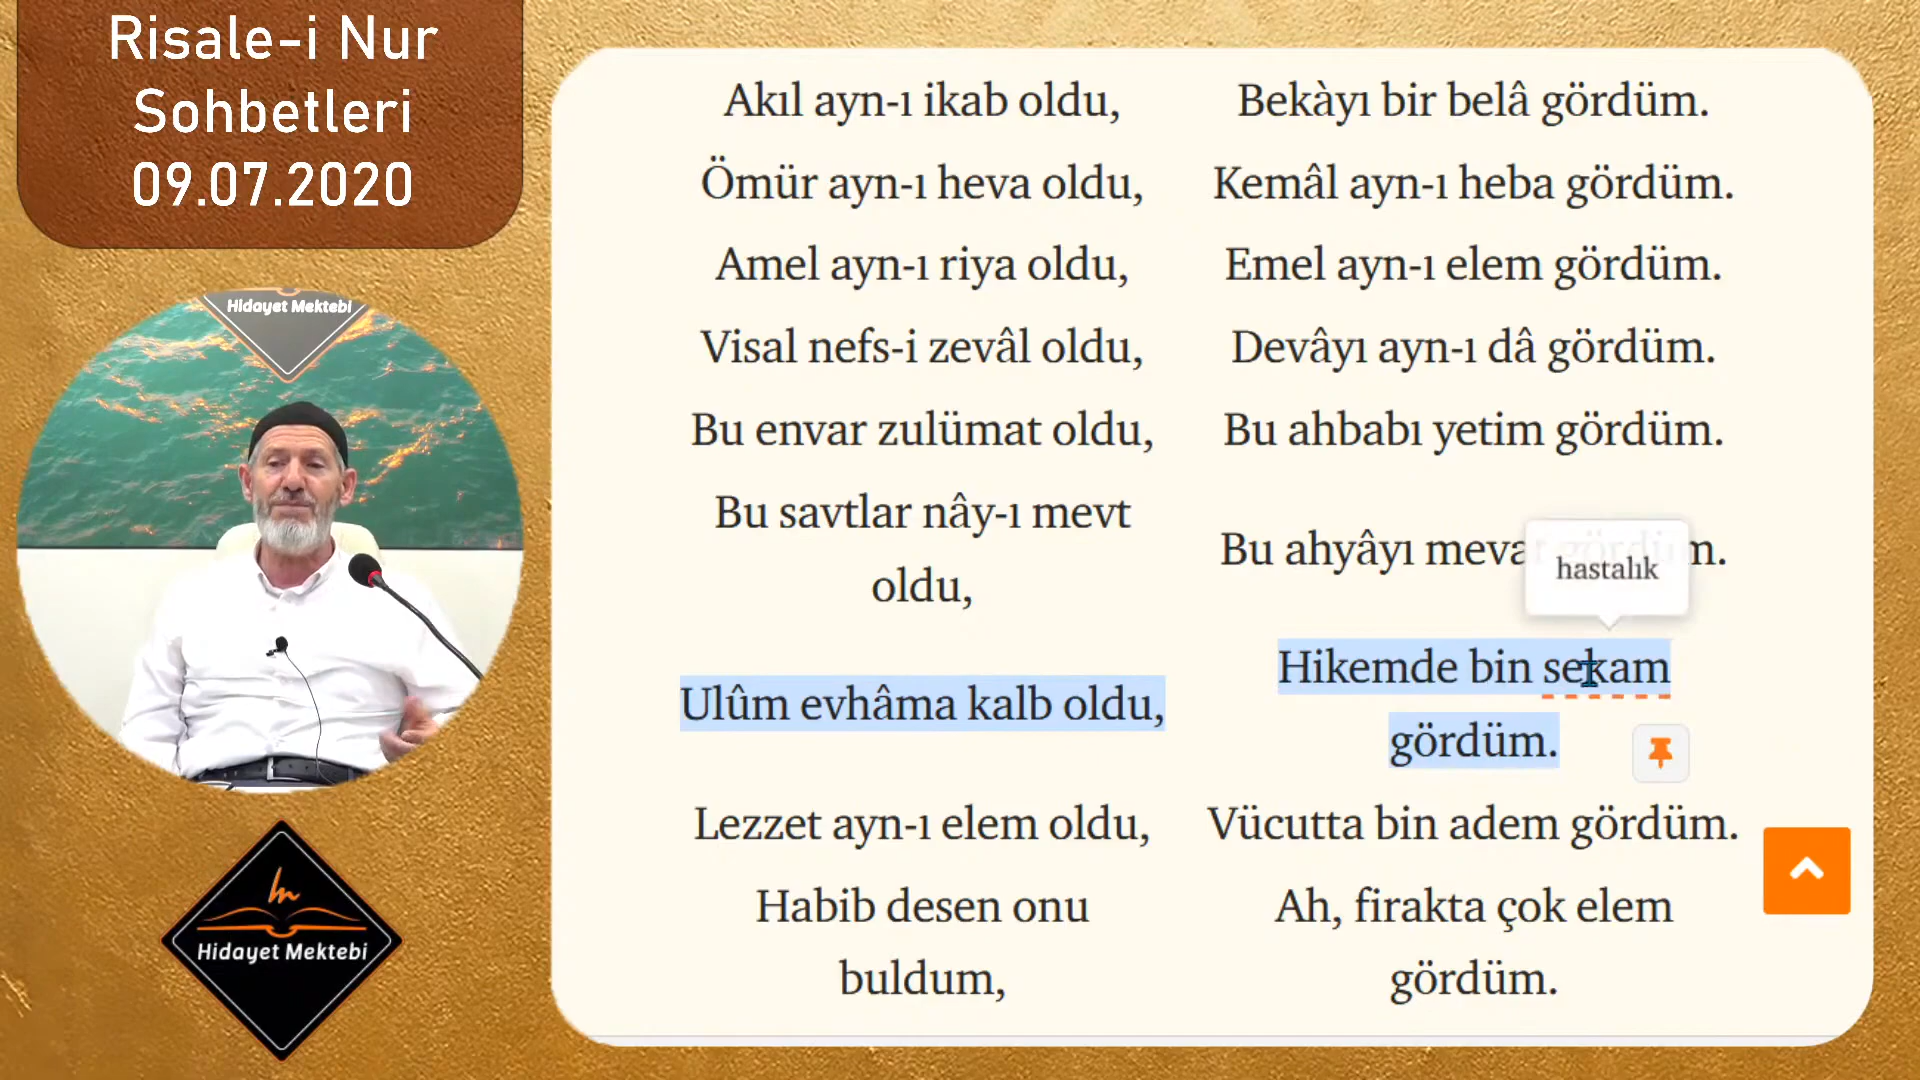 Risale-i Nur
Sohbetleri
09.07.2020
Hidayet Mektebi
Hidayet Mektebi
Akıl ayn-ı ikab oldu,
Bekàyı bir belâ gördüm.
Ömür ayn-ı heva oldu,
Kemâl ayn-ı heba gördüm.
Amel ayn-ı riya oldu,
Emel ayn-ı elem gördüm.
Visal nefs-i zevâl oldu,
Devâyı ayn-ı dâ gördüm.
Bu envar zulümat oldu,
Bu ahbabı yetim gördüm.
Bu savtlar nây-ı mevt
oldu,
Bu ahyâyı mevat gördüm.
hastalık
Ulûm evhâma kalb oldu,
Hikemde bin sekam
gördüm.
Lezzet ayn-ı elem oldu,
Vücutta bin adem gördüm.
Habib desen onu
buldum,
Ah, firakta çok elem
gördüm.